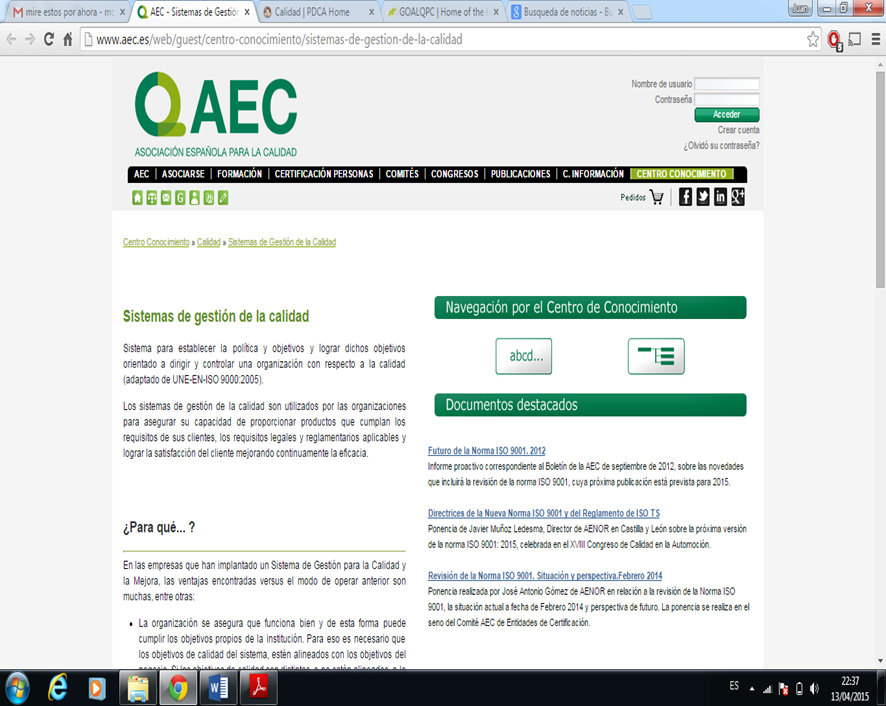 mire estos por ahora - mo
AEC - Sistemas de Gestión
Calidad | PDCA Home
GOALQPC | Home of the
Busqueda de noticias - Bu
Juan
www.aec.es/web/guest/centro-conocimiento/sistemas-de-gestion-de-la-calidad
AEC
ASOCIACIÓN ESPAÑOLA PARA LA CALIDAD
Nombre de usuario
Contraseña
Acceder
Crear cuenta
¿Olvidó su contraseña?
AEC | ASOCIARSE | FORMACIÓN | CERTIFICACIÓN PERSONAS | COMITÉS | CONGRESOS | PUBLICACIONES | C. INFORMACIÓN | CENTRO CONOCIMIENTO
Pedidos
Centro Conocimiento » Calidad » Sistemas de Gestión de la Calidad
Sistemas de gestión de la calidad
Sistema para establecer la política y objetivos y lograr dichos objetivos
orientado a dirigir y controlar una organización con respecto a la calidad
(adaptado de UNE-EN-ISO 9000:2005).
Los sistemas de gestión de la calidad son utilizados por las organizaciones
para asegurar su capacidad de proporcionar productos que cumplan los
requisitos de sus clientes, los requisitos legales y reglamentarios aplicables y
lograr la satisfacción del cliente mejorando continuamente la eficacia.
¿Para qué... ?
En las empresas que han implantado un Sistema de Gestión para la Calidad y
la Mejora, las ventajas encontradas versus el modo de operar anterior son
muchas, entre otras:
• La organización se asegura que funciona bien y de esta forma puede
cumplir los objetivos propios de la institución. Para eso es necesario que
los objetivos de calidad del sistema, estén alineados con los objetivos del
negocio. Si los objetivos de calidad son distintos, o no están alineados, a lo
Navegación por el Centro de Conocimiento
abcd...
Documentos destacados
Futuro de la Norma ISO 9001. 2012
Informe proactivo correspondiente al Boletín de la AEC de septiembre de 2012, sobre las novedades
que incluirá la revisión de la norma ISO 9001, cuya próxima publicación está prevista para 2015.
Directrices de la Nueva Norma ISO 9001 y del Reglamento de ISO TS
Ponencia de Javier Muñoz Ledesma, Director de AENOR en Castilla y León sobre la próxima versión
de la norma ISO 9001: 2015, celebrada en el XVIII Congreso de Calidad en la Automoción.
Revisión de la Norma ISO 9001. Situación y perspectiva.Febrero 2014
Ponencia realizada por José Antonio Gómez de AENOR en relación a la revisión de la Norma ISO
9001, la situación actual a fecha de Febrero 2014 y perspectiva de futuro. La ponencia se realiza en el
seno del Comité AEC de Entidades de Certificación.
ES
22:37
13/04/2015